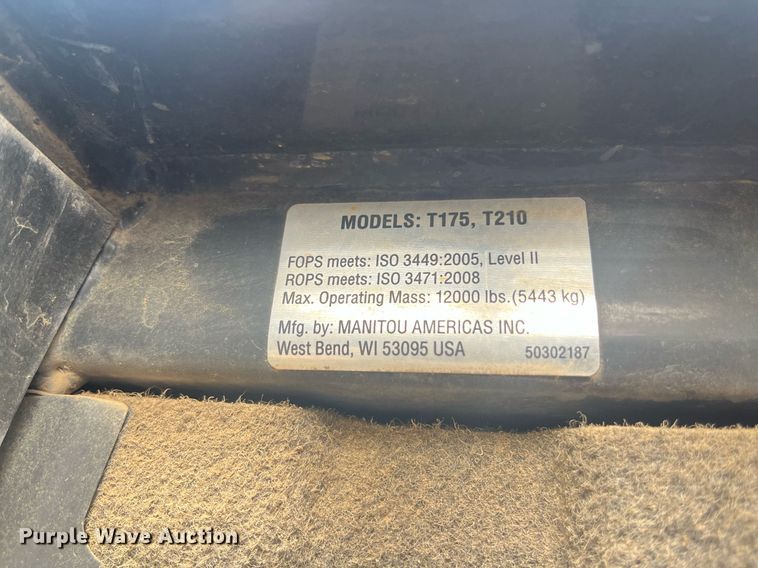 MODELS: T175, T210
FOPS meets: ISO 3449:2005, Level II
ROPS meets: ISO 3471:2008
Max. Operating Mass: 12000 lbs.(5443 kg)
Mfg. by: MANITOU AMERICAS INC.
West Bend, WI 53095 USA 50302187
Purple Wave Auction